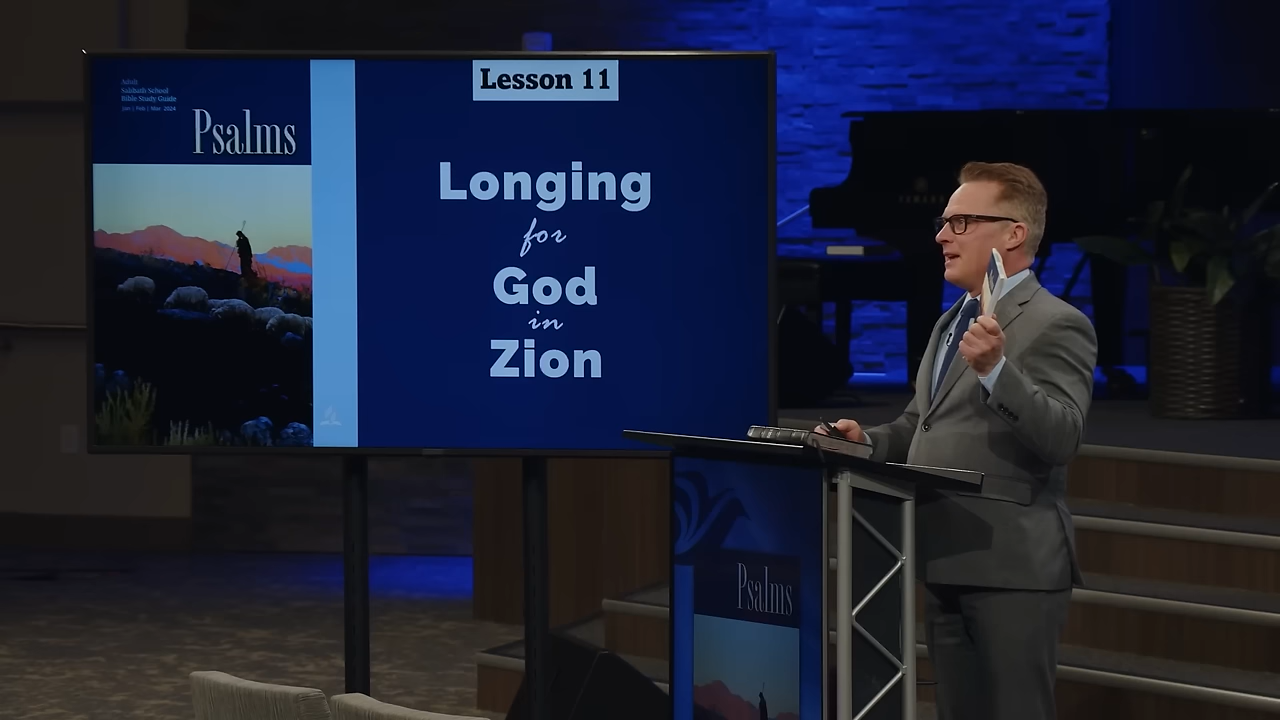 Adult
Sabbath School
Bible Study Guide
Jan | Feb | Mar 2024
Psalms
Lesson 11
Longing
for
God
in
Zion
Psalms